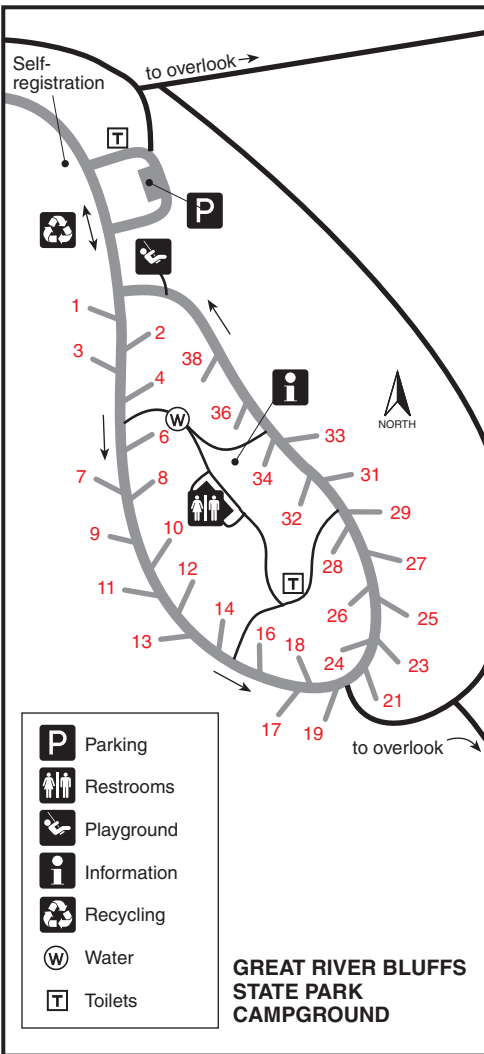 Self-
registration
to overlook
T
P
1
2
3
38
4
i
36
W
NORTH
6
33
34
7
8
31
32
29
9
10
28
27
12
11
26
25
14
13
16
18
24
23
21
17
19
to overlook
P Parking
Restrooms
Playground
i Information
Recycling
W Water
T Toilets
T
GREAT RIVER BLUFFS
STATE PARK
CAMPGROUND